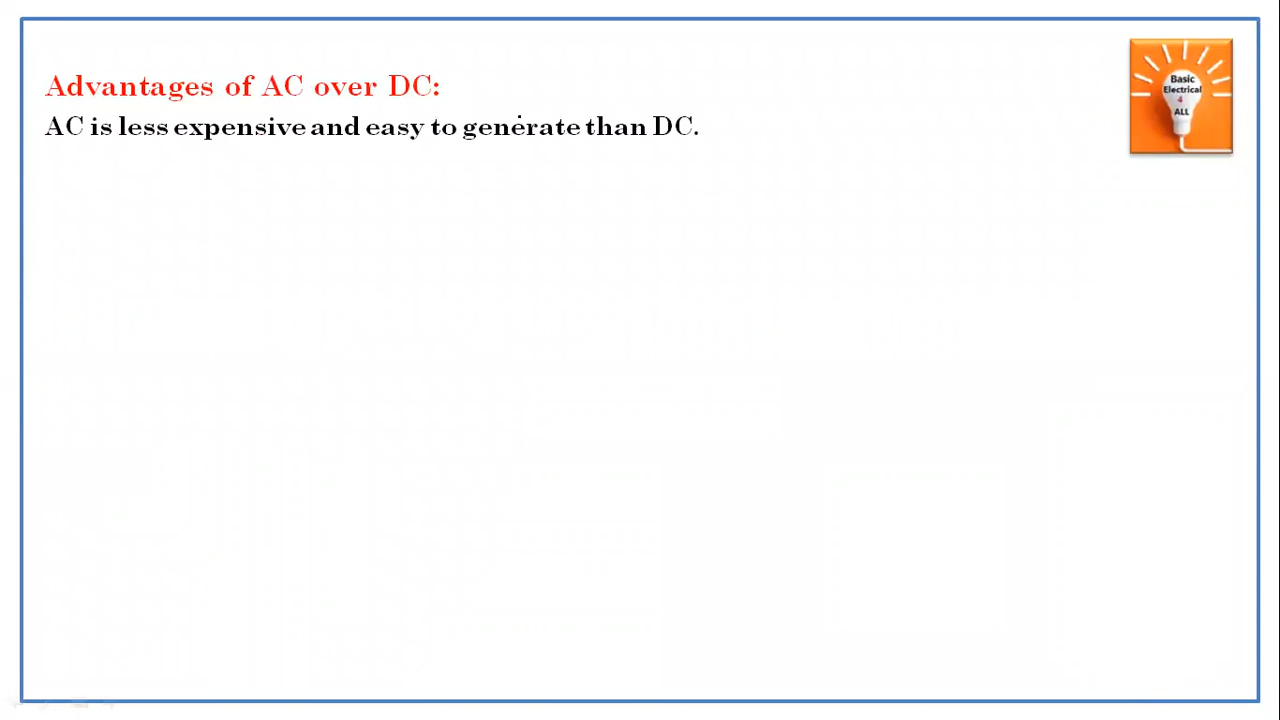 Advantages of AC over DC:
AC is less expensive and easy to generate than DC.
Basic
Electrical
4
ALL